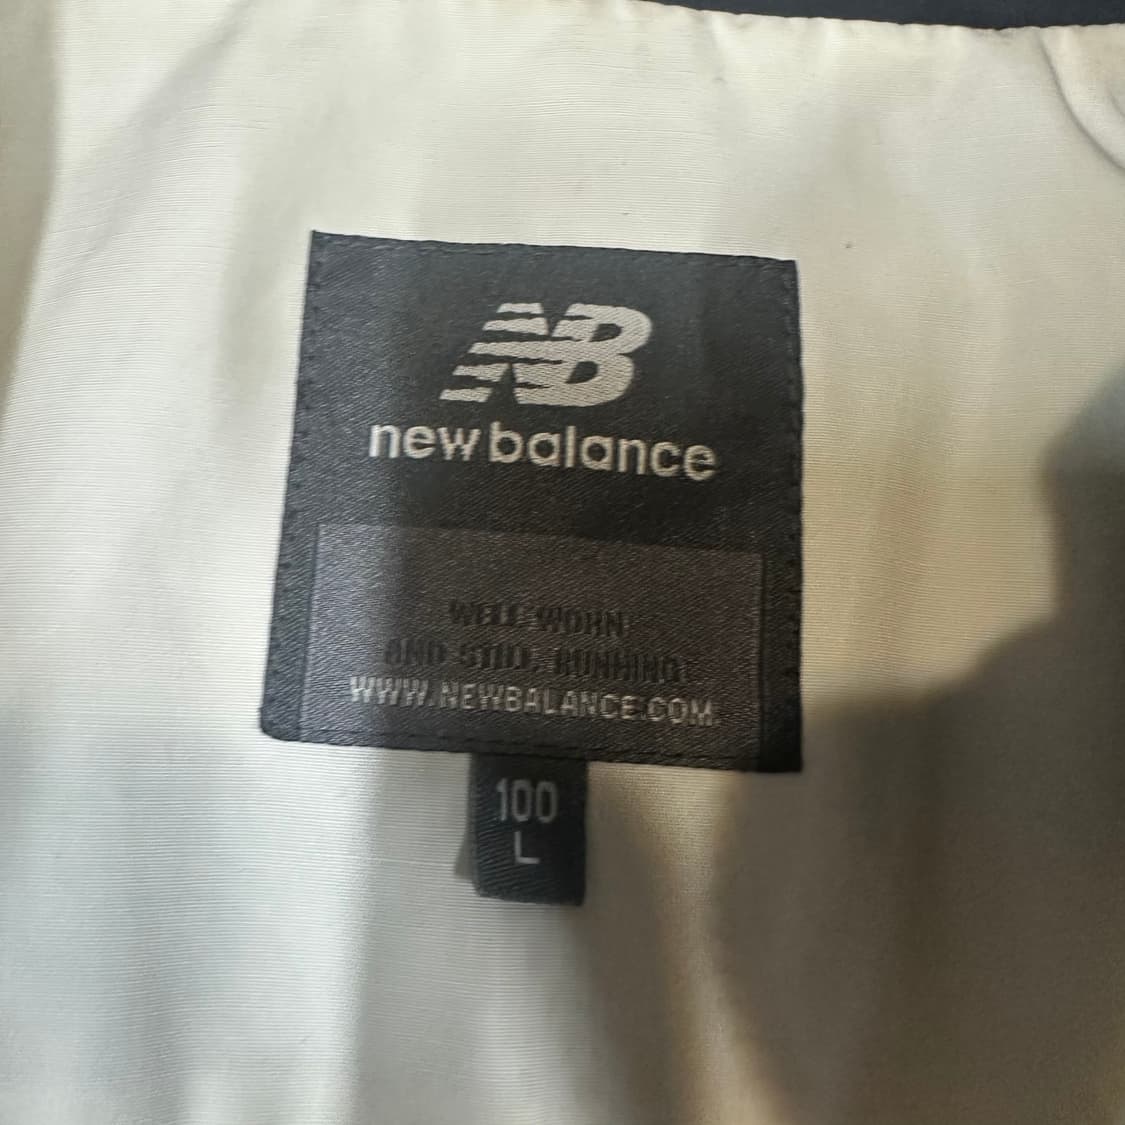 NB
new balance
WELL WORN
AND STILL RUNNING!
WWW.NEWBALANCE.COM
100
L